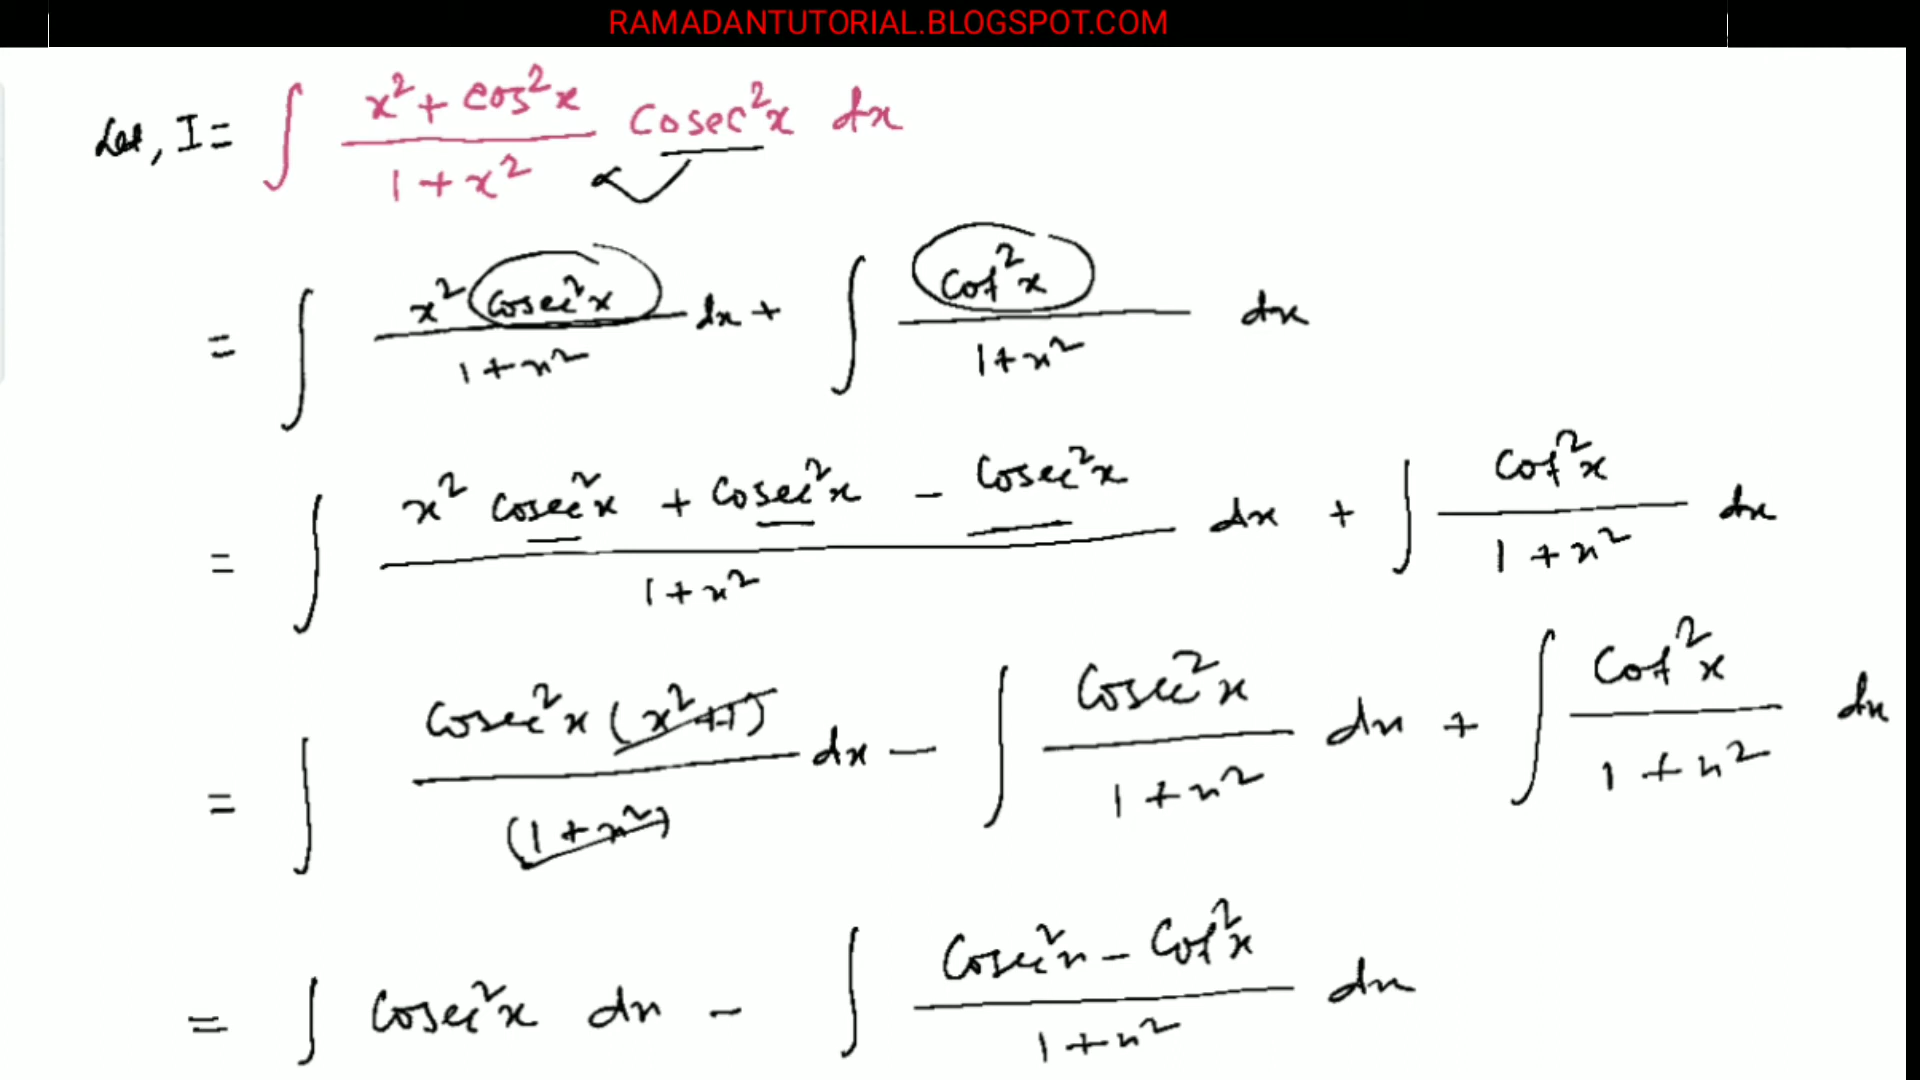 RAMADANTUTORIAL.BLOGSPOT.COM
Let, I = ∫ (x² + cos²x)/(1 + x²) cosec²x dx
= ∫ (x² cosec²x)/(1 + x²) dx + ∫ (cot²x)/(1 + x²) dx
= ∫ (x² cosec²x + cosec²x − cosec²x)/(1 + x²) dx + ∫ (cot²x)/(1 + x²) dx
= ∫ (cosec²x (x² + 1))/((1 + x²)) dx − ∫ (cosec²x)/(1 + x²) dx + ∫ (cot²x)/(1 + x²) dx
= ∫ cosec²x dx − ∫ (cosec²x − cot²x)/(1 + x²) dx